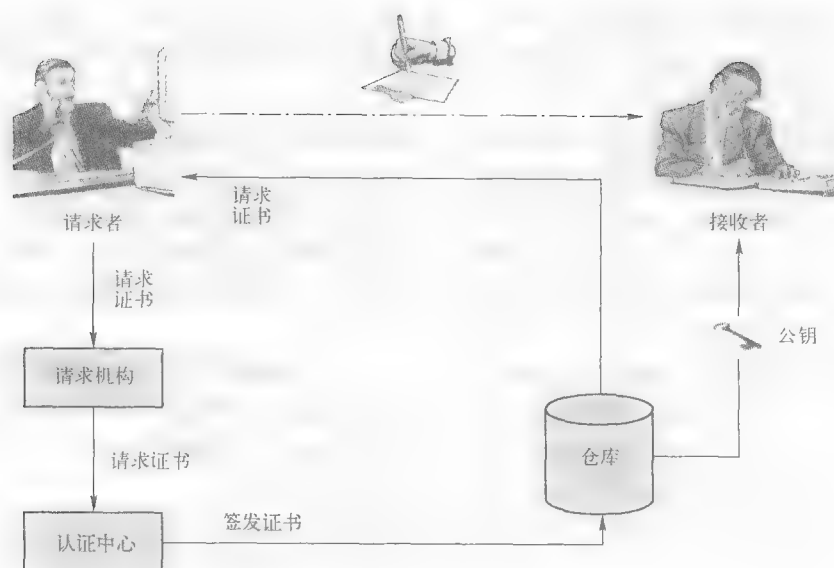 请求
证书
请求者
接收者
请求
证书
公钥
请求机构
请求证书
仓库
签发证书
认证中心